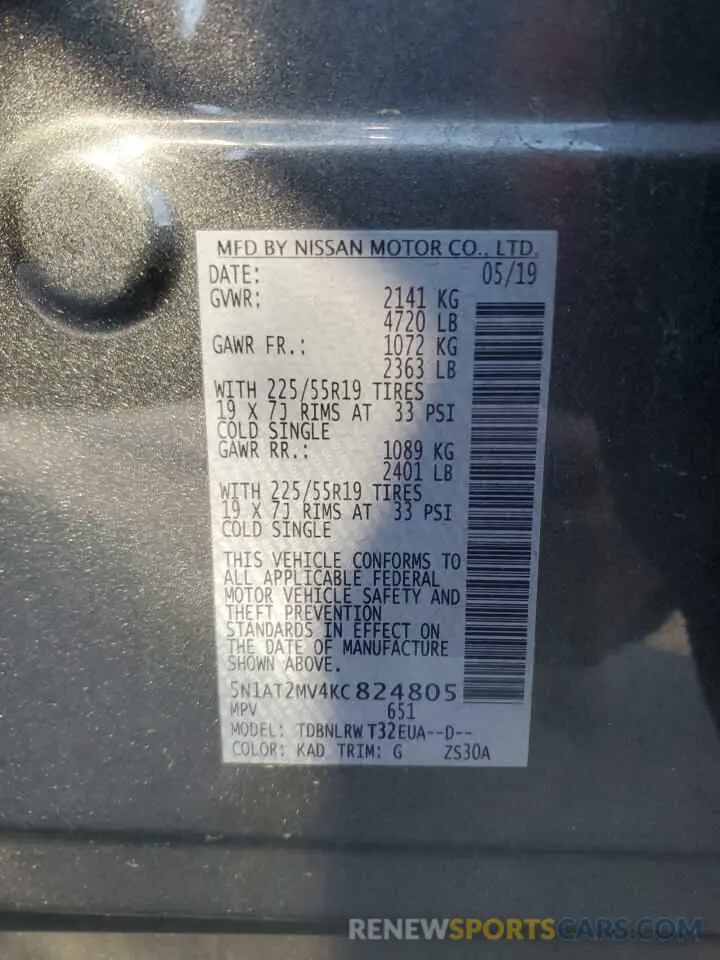 MFD BY NISSAN MOTOR CO., LTD.
DATE: 05/19
GVWR: 2141 KG
4720 LB
GAWR FR.: 1072 KG
2363 LB
WITH 225/55R19 TIRES
19 X 7J RIMS AT 33 PSI
COLD SINGLE
GAWR RR.: 1089 KG
2401 LB
WITH 225/55R19 TIRES
19 X 7J RIMS AT 33 PSI
COLD SINGLE
THIS VEHICLE CONFORMS TO
ALL APPLICABLE FEDERAL
MOTOR VEHICLE SAFETY AND
THEFT PREVENTION
STANDARDS IN EFFECT ON
THE DATE OF MANUFACTURE
SHOWN ABOVE.
5N1AT2MV4KC824805
MPV 651
MODEL: TDBNLRW T32EUA--D--
COLOR: KAD TRIM: G ZS30A
RENEWSPORTSCARS.COM